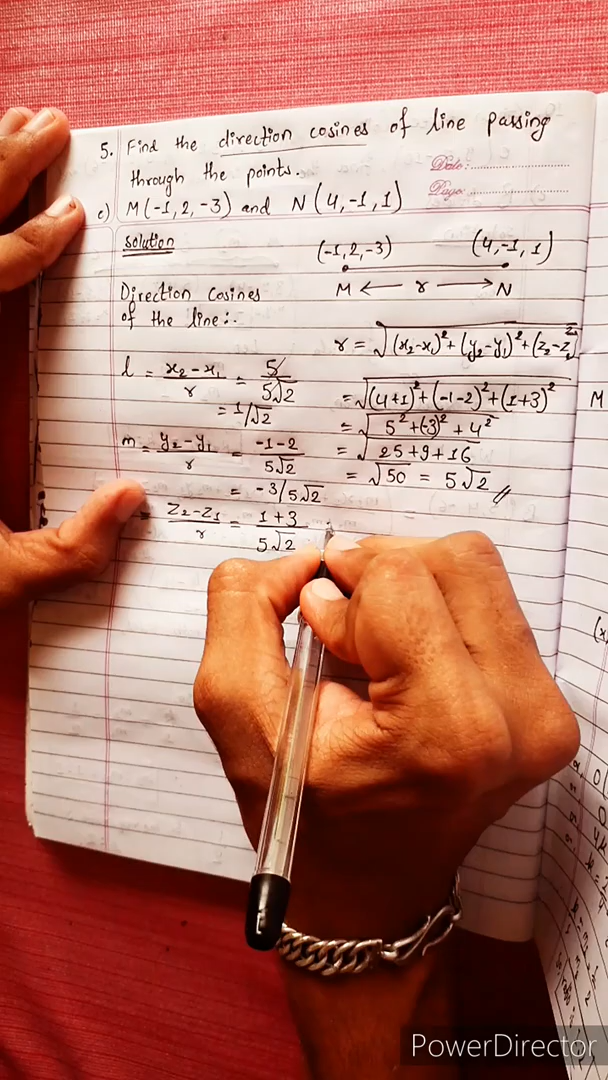 5. Find the direction cosines of line passing
through the points.
Date:
Page:
c) M(-1, 2, -3) and N(4, -1, 1)
solution
(-1, 2, -3) (4, -1, 1)
M ← r → N
Direction Cosines
of the line:-
r = √(x₂-x₁)² + (y₂-y₁)² + (z₂-z₁)
l = x₂-x₁/r = 5/5√2
= √(4+1)² + (-1-2)² + (1+3)²
= 1/√2
= √5² + (-3)² + 4²
m = y₂-y₁/r = -1-2/5√2
= √25+9+16
= -3/5√2
= √50 = 5√2 //
= z₂-z₁/r = 1+3/5√2
M
PowerDirector